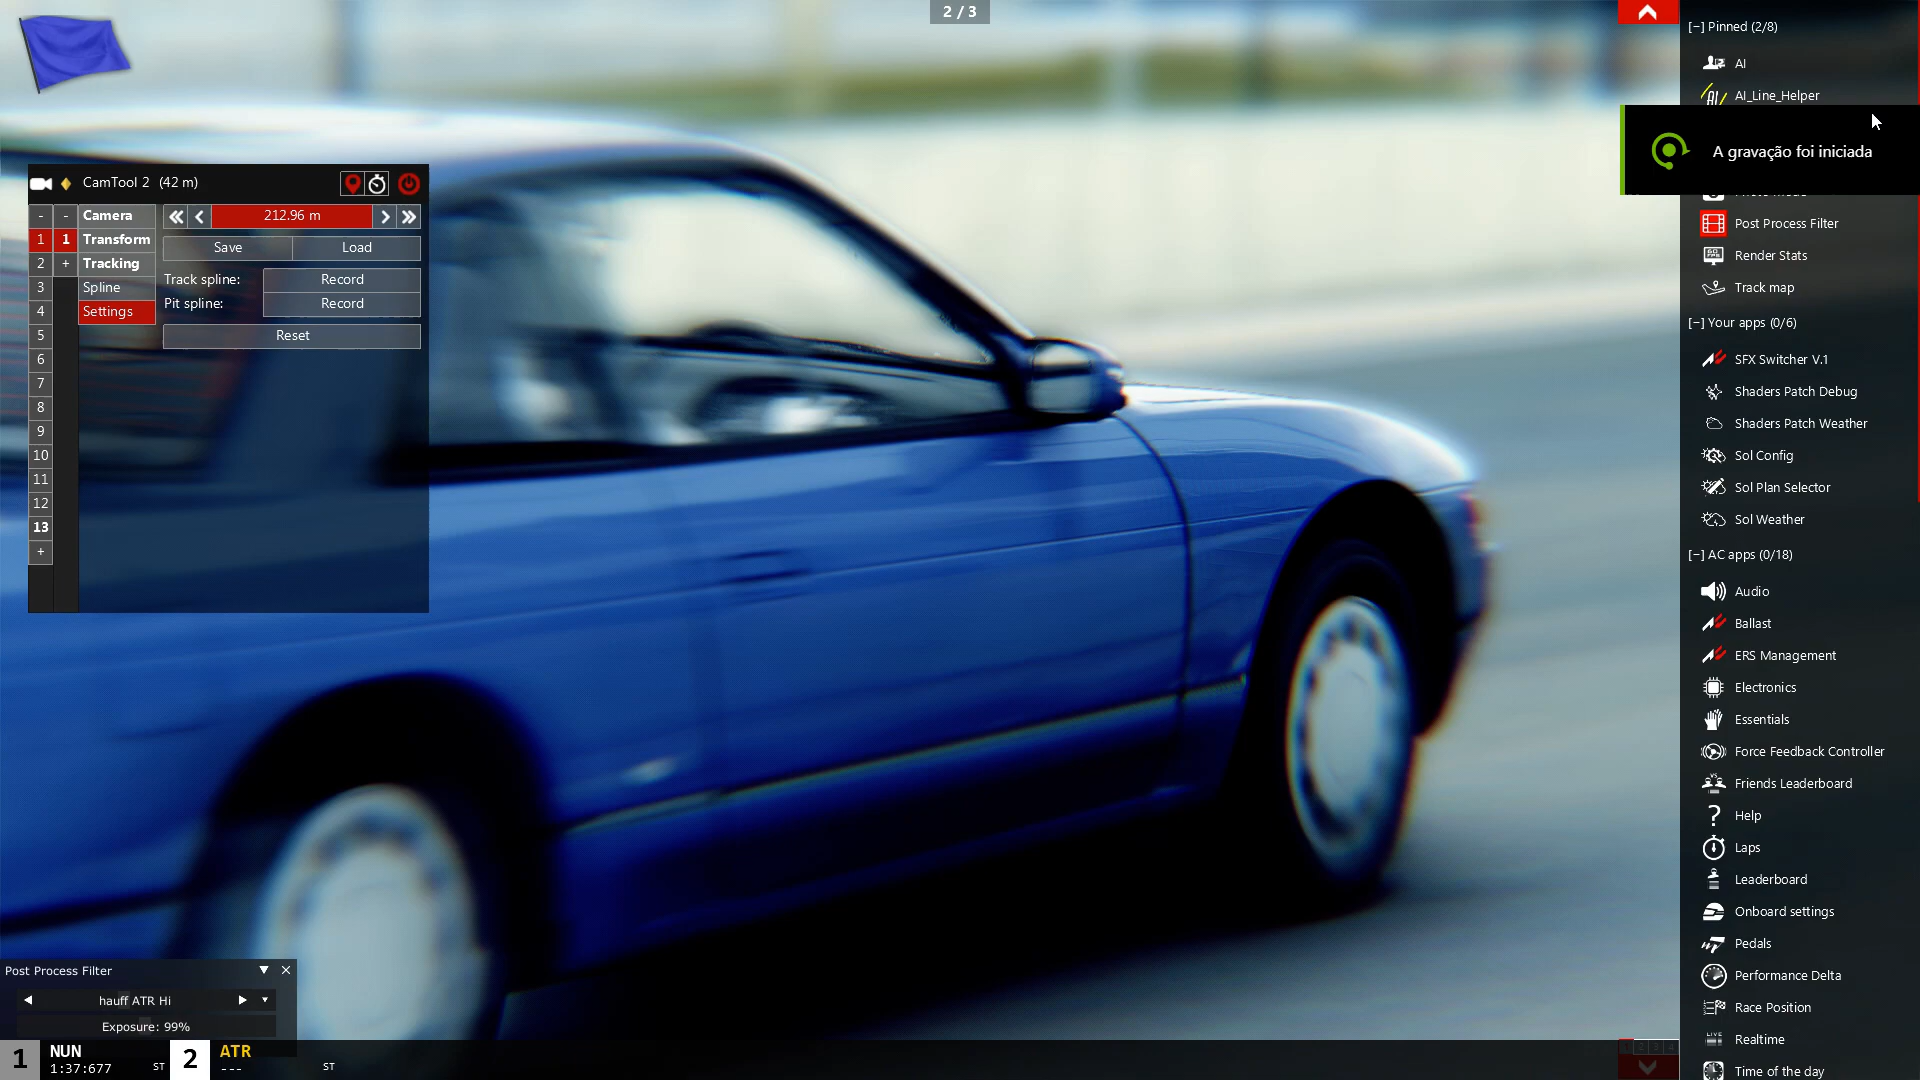 2 / 3
[−] Pinned (2/8)
AI
AI_Line_Helper
A gravação foi iniciada
Post Process Filter
Render Stats
Track map
[−] Your apps (0/6)
SFX Switcher V.1
Shaders Patch Debug
Shaders Patch Weather
Sol Config
Sol Plan Selector
Sol Weather
[−] AC apps (0/18)
Audio
Ballast
ERS Management
Electronics
Essentials
Force Feedback Controller
Friends Leaderboard
Help
Laps
Leaderboard
Onboard settings
Pedals
Performance Delta
Race Position
Realtime
Time of the day
CamTool 2 (42 m)
- - Camera 212.96 m
1 1 Transform
Save Load
2 + Tracking
3 Spline
4 Settings
5
6
7
8
9
10
11
12
13
+
Track spline: Record
Pit spline: Record
Reset
Post Process Filter
hauff ATR Hi
Exposure: 99%
1 NUN
1:37:677 ST
2 ATR
--- ST